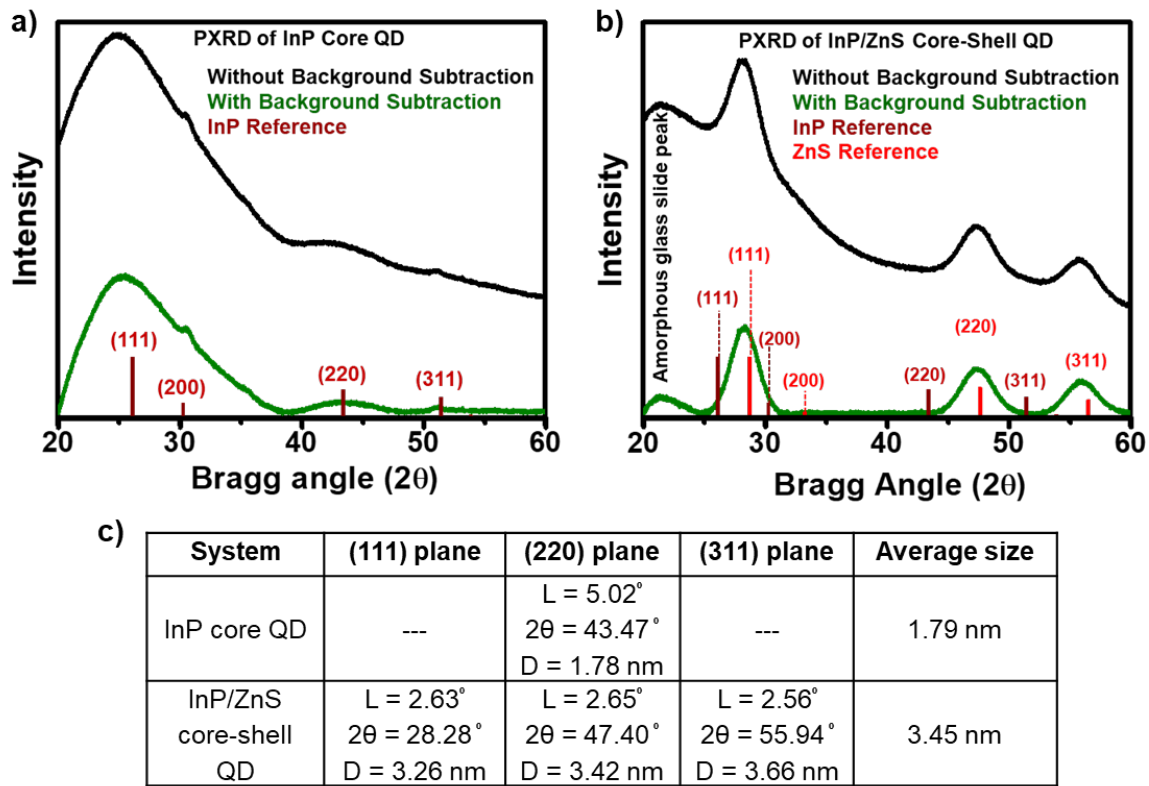 a)
PXRD of InP Core QD
Without Background Subtraction
With Background Subtraction
InP Reference
Intensity
(111)
(200)
(220)
(311)
20 30 40 50 60
Bragg angle (2θ)
b)
PXRD of InP/ZnS Core-Shell QD
Without Background Subtraction
With Background Subtraction
InP Reference
ZnS Reference
Intensity
Amorphous glass slide peak
(111)
(111)
(200)
(200)
(220)
(220)
(311)
(311)
20 30 40 50 60
Bragg Angle (2θ)
c)
System (111) plane (220) plane (311) plane Average size
InP core QD --- L = 5.02° --- 1.79 nm
2θ = 43.47°
D = 1.78 nm
InP/ZnS L = 2.63° L = 2.65° L = 2.56°
core-shell 2θ = 28.28° 2θ = 47.40° 2θ = 55.94° 3.45 nm
QD D = 3.26 nm D = 3.42 nm D = 3.66 nm